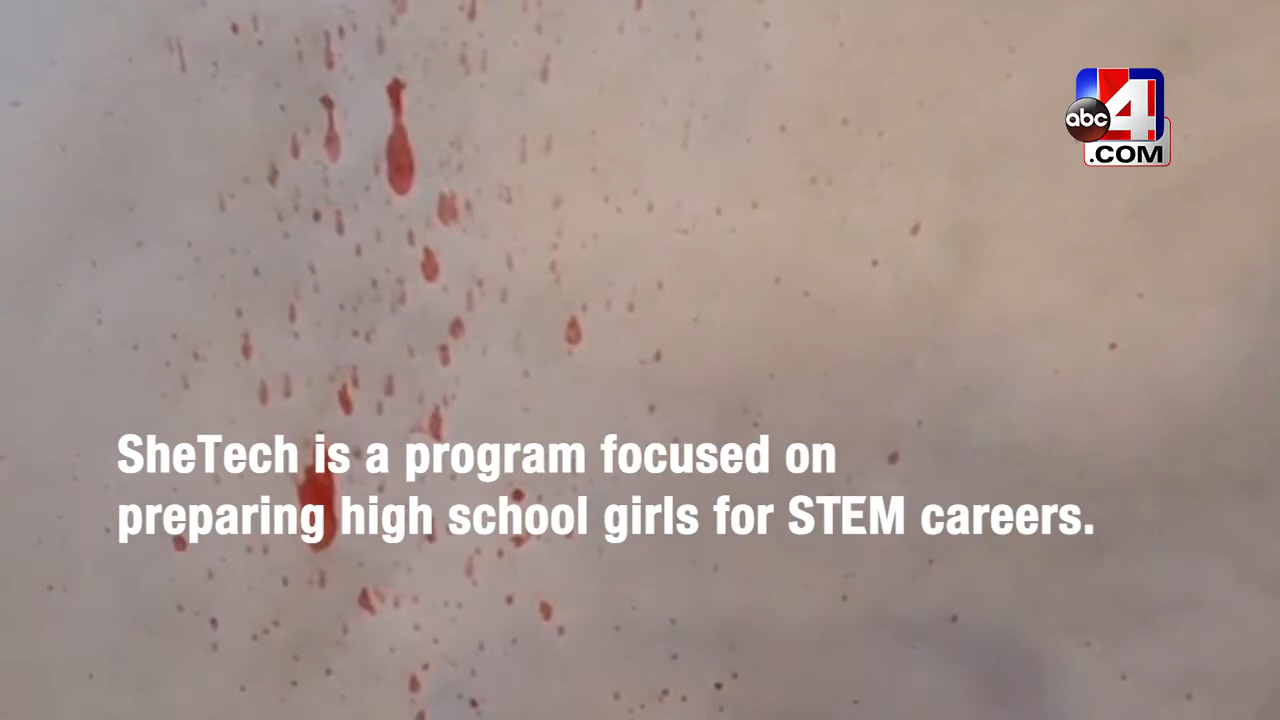 abc 4
.COM
SheTech is a program focused on
preparing high school girls for STEM careers.